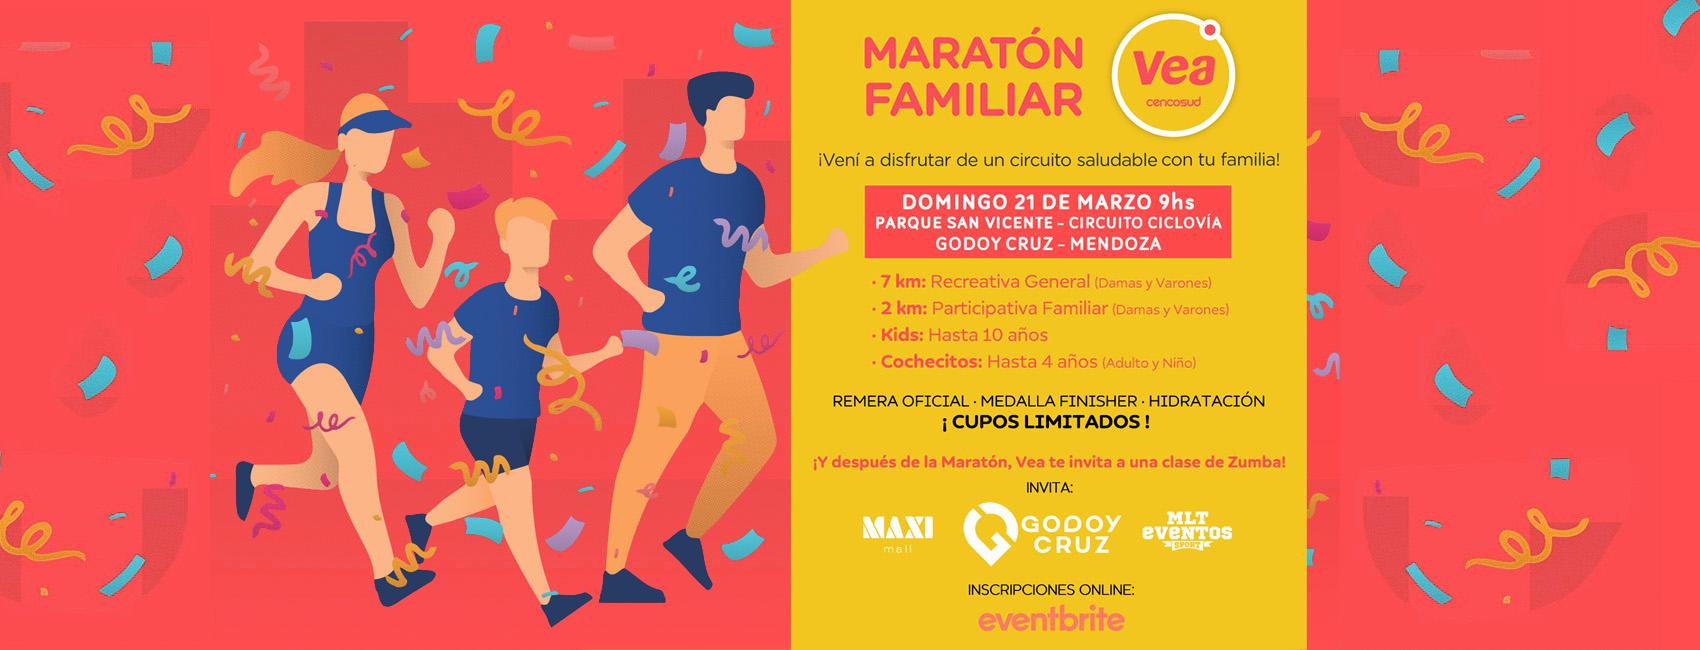 MARATÓN
FAMILIAR
Vea
cencosud
¡Vení a disfrutar de un circuito saludable con tu familia!
DOMINGO 21 DE MARZO 9hs
PARQUE SAN VICENTE - CIRCUITO CICLOVÍA
GODOY CRUZ - MENDOZA
· 7 km: Recreativa General (Damas y Varones)
· 2 km: Participativa Familiar (Damas y Varones)
· Kids: Hasta 10 años
· Cochecitos: Hasta 4 años (Adulto y Niño)
REMERA OFICIAL · MEDALLA FINISHER · HIDRATACIÓN
¡ CUPOS LIMITADOS !
¡Y después de la Maratón, Vea te invita a una clase de Zumba!
INVITA:
MAXI
mall
GODOY
CRUZ
MLT
eventos
SPORT
INSCRIPCIONES ONLINE:
eventbrite